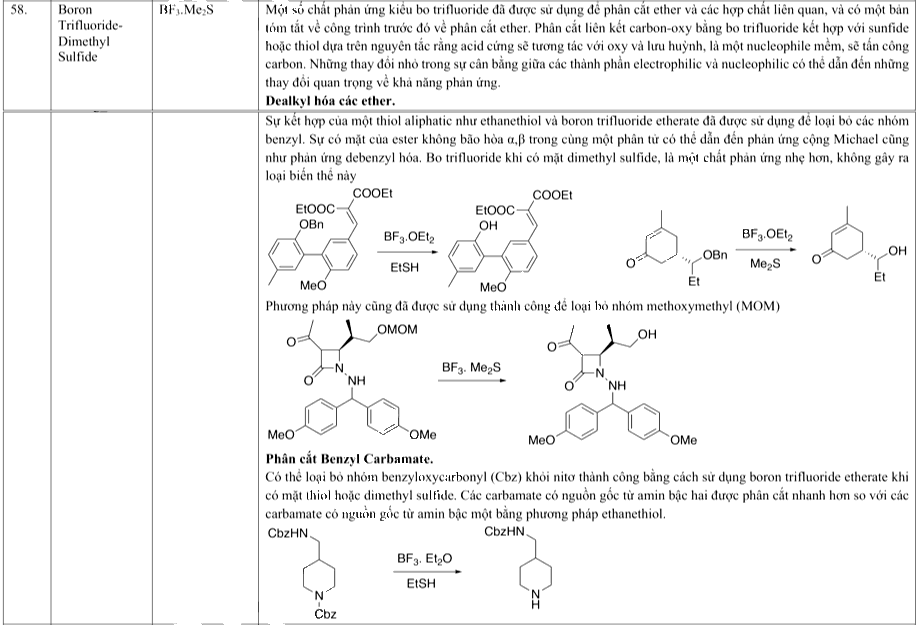 58.
Boron
Trifluoride-
Dimethyl
Sulfide
BF₃.Me₂S
Một số chất phản ứng kiểu bo trifluoride đã được sử dụng để phân cắt ether và các hợp chất liên quan, và có một bản
tóm tắt về công trình trước đó về phân cắt ether. Phân cắt liên kết carbon-oxy bằng bo trifluoride kết hợp với sunfide
hoặc thiol dựa trên nguyên tắc rằng acid cứng sẽ tương tác với oxy và lưu huỳnh, là một nucleophile mềm, sẽ tấn công
carbon. Những thay đổi nhỏ trong sự cân bằng giữa các thành phần electrophilic và nucleophilic có thể dẫn đến những
thay đổi quan trọng về khả năng phản ứng.
Dealkyl hóa các ether.
Sự kết hợp của một thiol aliphatic như ethanethiol và boron trifluoride etherate đã được sử dụng để loại bỏ các nhóm
benzyl. Sự có mặt của ester không bão hòa α,β trong cùng một phân tử có thể dẫn đến phản ứng cộng Michael cũng
như phản ứng debenzyl hóa. Bo trifluoride khi có mặt dimethyl sulfide, là một chất phản ứng nhẹ hơn, không gây ra
loại biến thể này
COOEt
EtOOC
OBn
MeO
BF₃.OEt₂
EtSH
COOEt
EtOOC
OH
MeO
O
OBn
Et
BF₃.OEt₂
Me₂S
O
OH
Et
Phương pháp này cũng đã được sử dụng thành công để loại bỏ nhóm methoxymethyl (MOM)
O
OMOM
O
N
NH
MeO
OMe
BF₃. Me₂S
O
OH
O
N
NH
MeO
OMe
Phân cắt Benzyl Carbamate.
Có thể loại bỏ nhóm benzyloxycarbonyl (Cbz) khỏi nitơ thành công bằng cách sử dụng boron trifluoride etherate khi
có mặt thiol hoặc dimethyl sulfide. Các carbamate có nguồn gốc từ amin bậc hai được phân cắt nhanh hơn so với các
carbamate có nguồn gốc từ amin bậc một bằng phương pháp ethanethiol.
CbzHN
N
Cbz
BF₃. Et₂O
EtSH
CbzHN
N
H